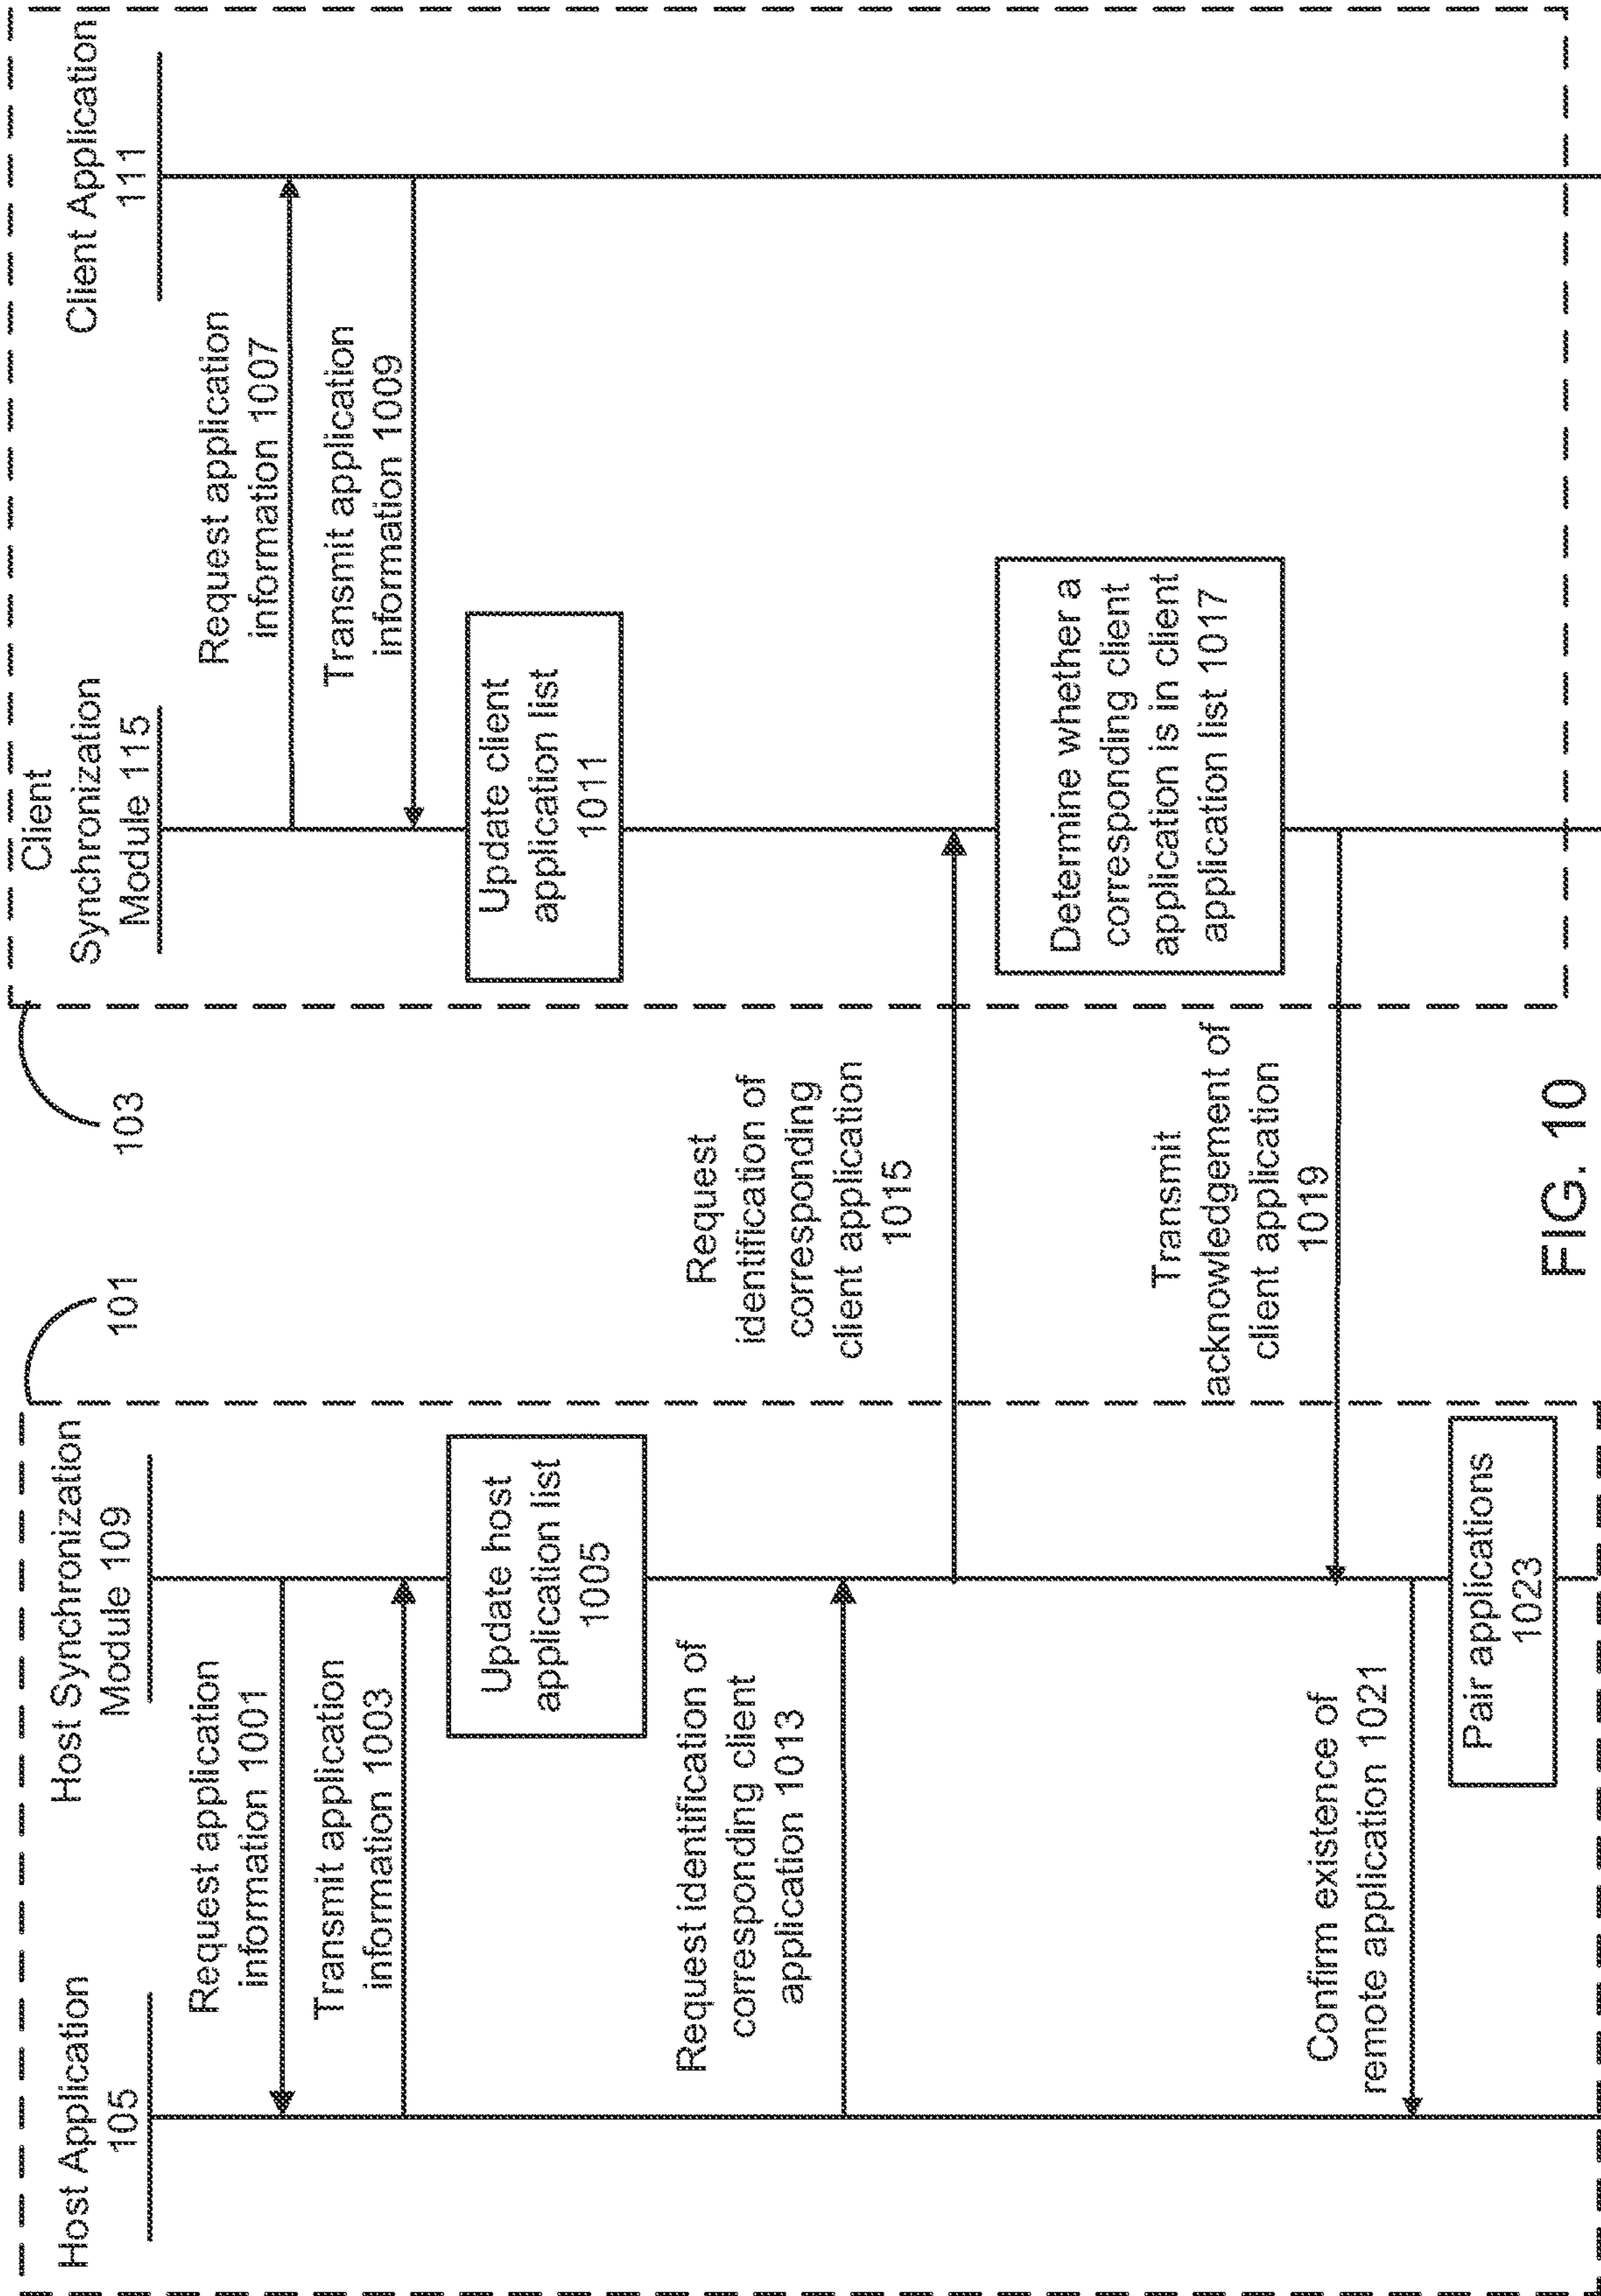 Host Application
105
Host Synchronization
Module 109
101
103
Client
Synchronization
Module 115
Client Application
111
Request application
information 1001
Transmit application
information 1003
Update host
application list
1005
Request application
information 1007
Transmit application
information 1009
Update client
application list
1011
Request identification of
corresponding client
application 1013
Request
identification of
corresponding
client application
1015
Determine whether a
corresponding client
application is in client
application list 1017
Transmit
acknowledgement of
client application
1019
Confirm existence of
remote application 1021
Pair applications
1023
FIG. 10